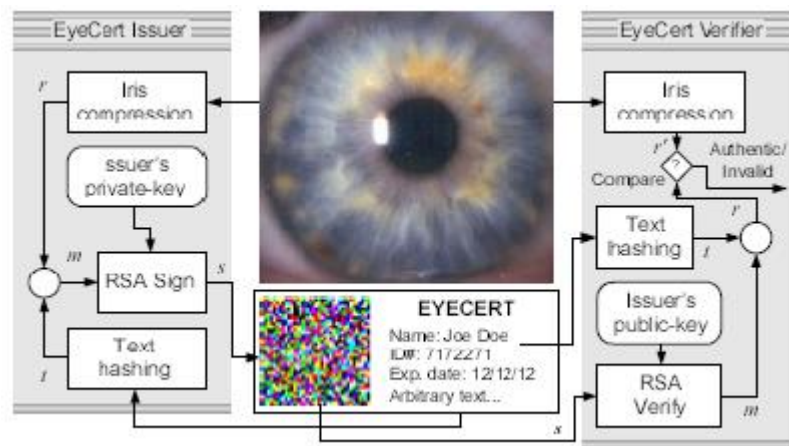 EyeCert Issuer
r
Iris
compression
ssuer's
private-key
m
RSA Sign
s
t
Text
hashing
EYECERT
Name: Joe Doe
ID#: 7172271
Exp. date: 12/12/12
Arbitrary text...
EyeCert Verifier
Iris
compression
r'
?
Authentic/
Invalid
Compare
r
Text
hashing
t
Issuer's
public-key
RSA
Verify
m
s